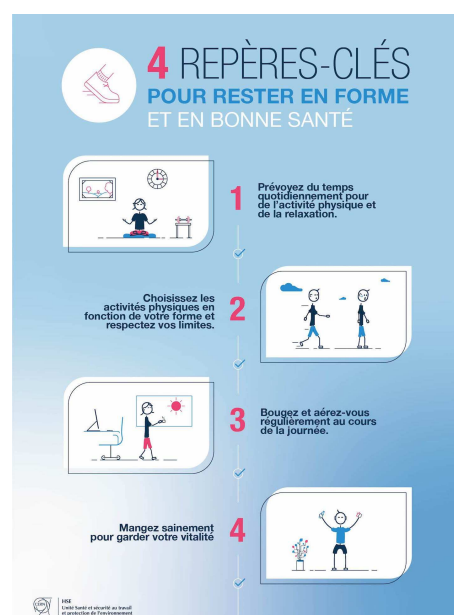 4 REPÈRES-CLÉS
POUR RESTER EN FORME
ET EN BONNE SANTÉ
1
Prévoyez du temps
quotidiennement pour
de l'activité physique et
de la relaxation.
Choisissez les
activités physiques en
fonction de votre forme et
respectez vos limites.
2
3
Bougez et aérez-vous
régulièrement au cours
de la journée.
Mangez sainement
pour garder votre vitalité
4
CERN
HSE
Unité Santé et sécurité au travail
et protection de l'environnement